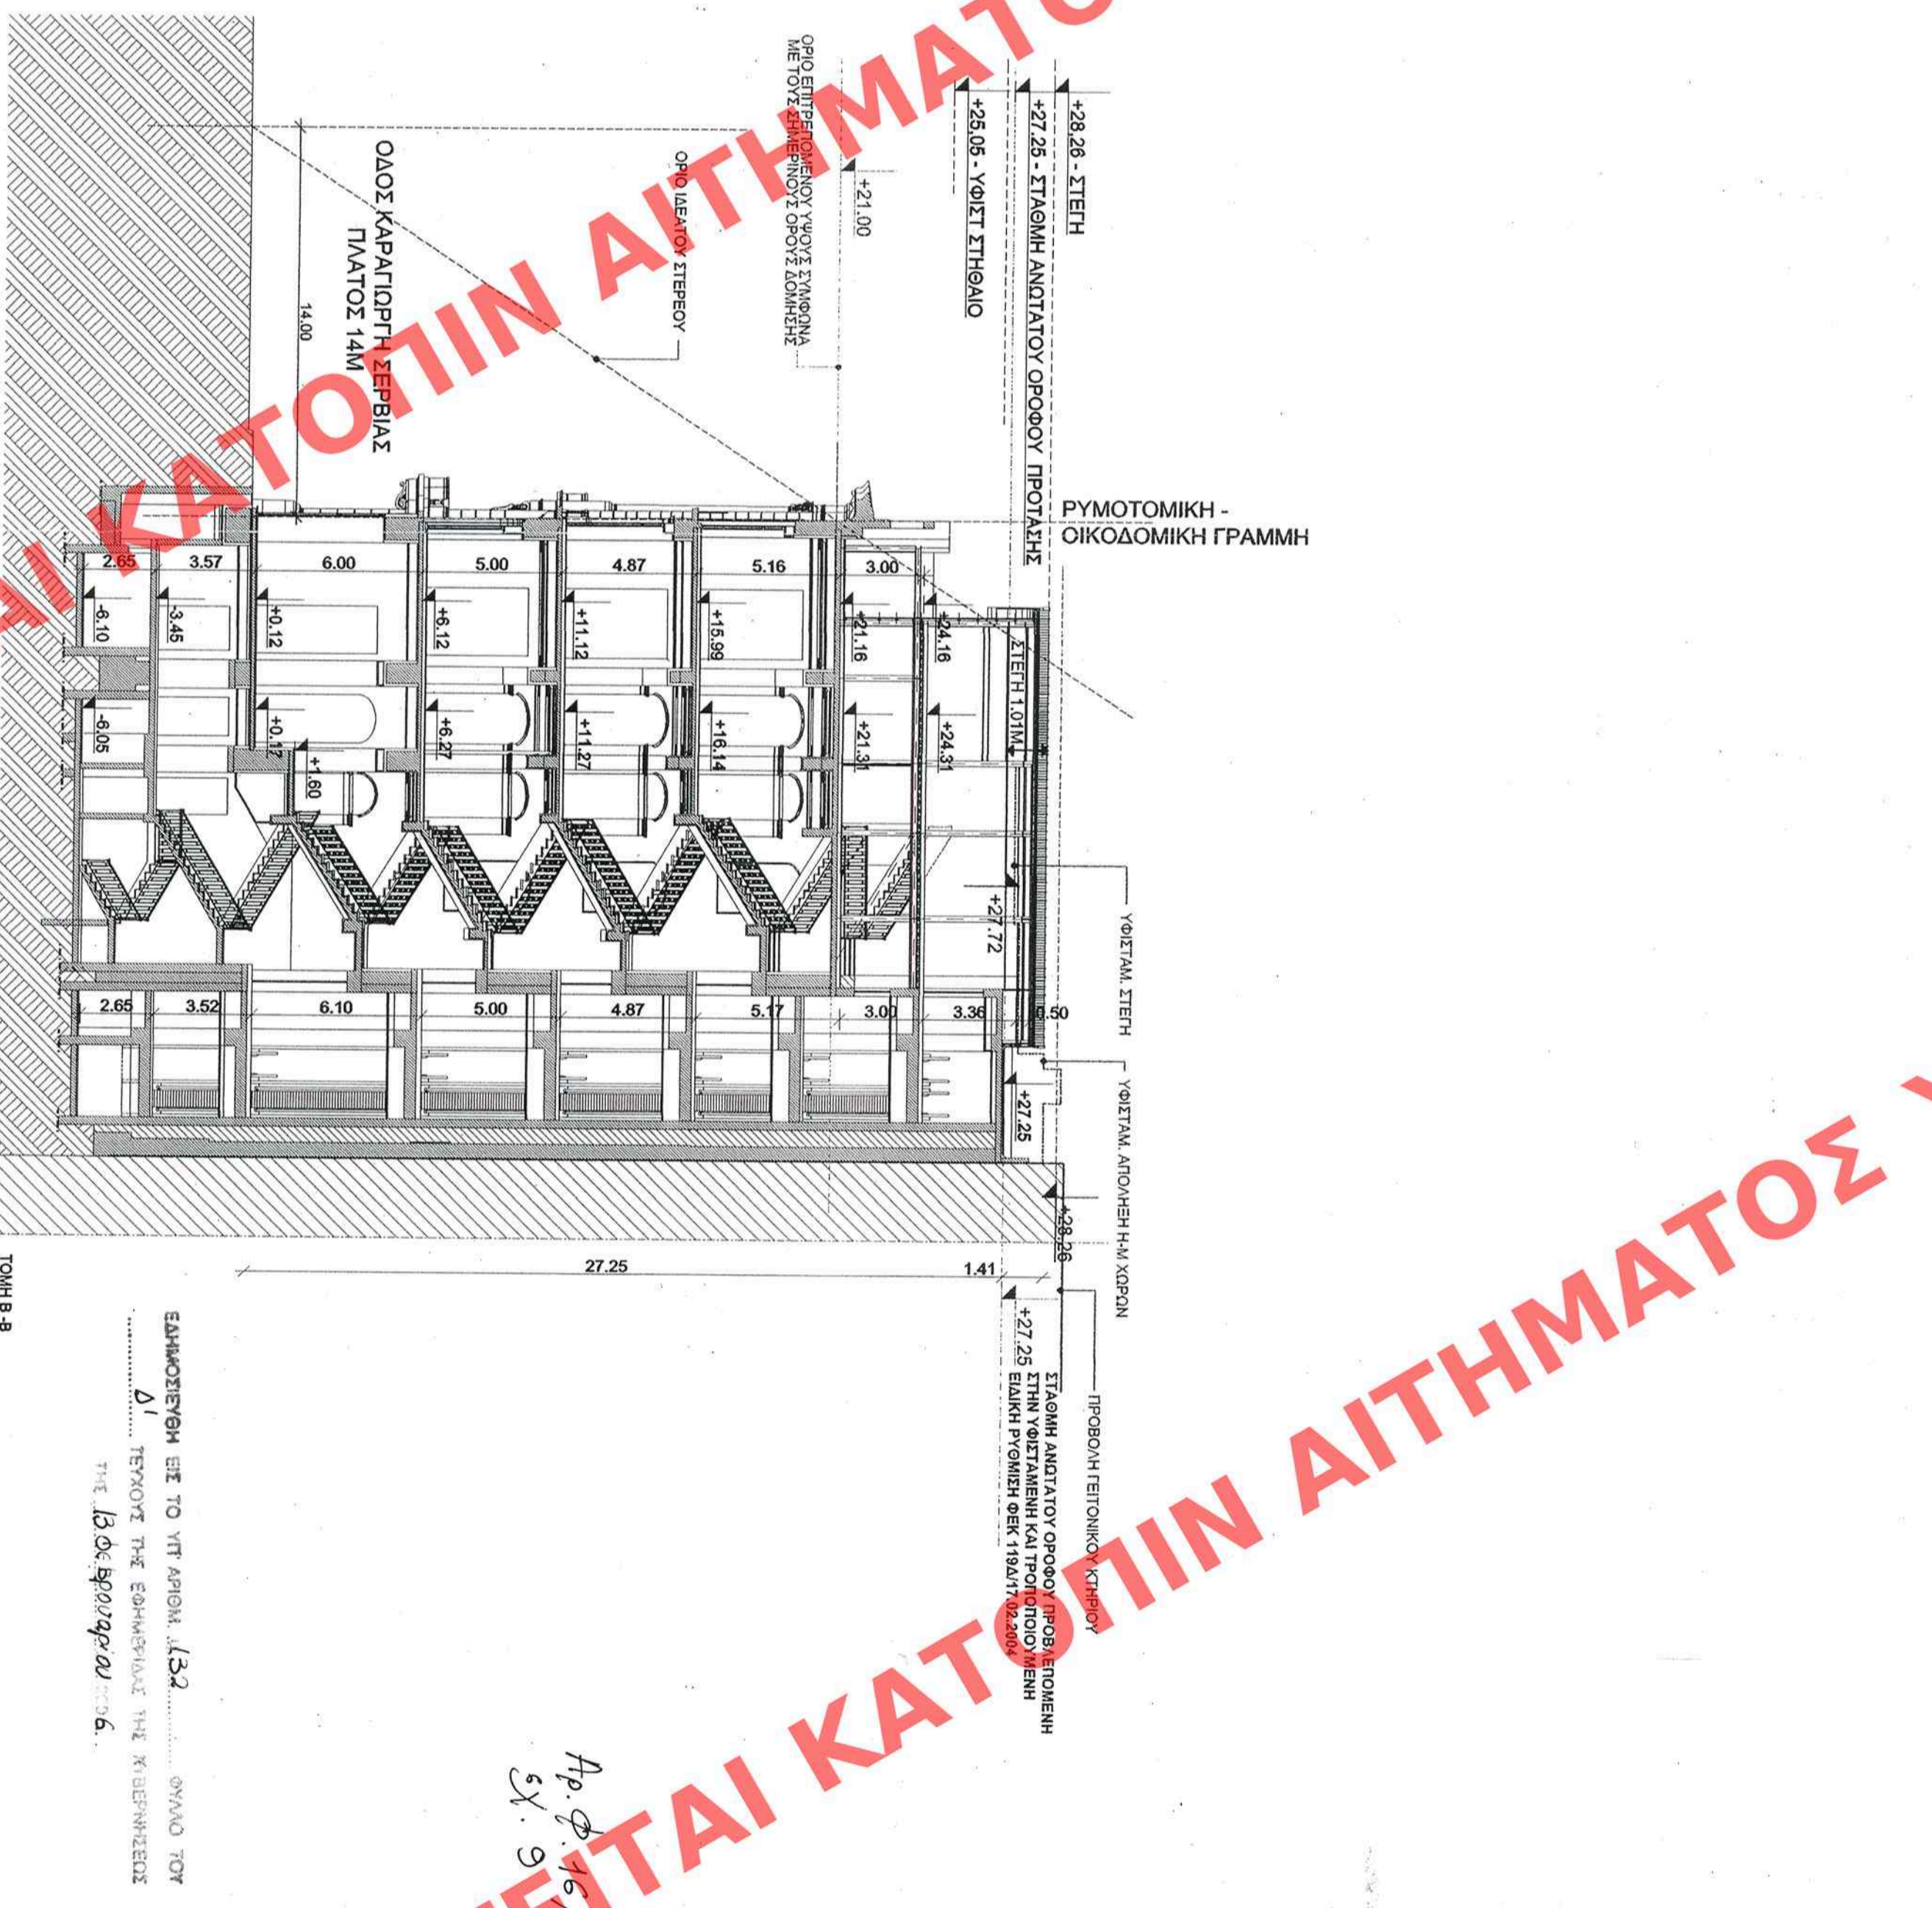 +28,26 - ΣΤΕΓΗ
+27.25 - ΣΤΑΘΜΗ ΑΝΩΤΑΤΟΥ ΟΡΟΦΟΥ ΠΡΟΤΑΣΗΣ
+25,05 - ΥΦΙΣΤ ΣΤΗΘΑΙΟ
+21.00
ΟΡΙΟ ΕΠΙΤΡΕΠΟΜΕΝΟΥ ΥΨΟΥΣ ΣΥΜΦΩΝΑ
ΜΕ ΤΟΥΣ ΣΗΜΕΡΙΝΟΥΣ ΟΡΟΥΣ ΔΟΜΗΣΗΣ
ΟΡΙΟ ΙΔΕΑΤΟΥ ΣΤΕΡΕΟΥ
ΟΔΟΣ ΚΑΡΑΓΙΩΡΓΗ ΣΕΡΒΙΑΣ
ΠΛΑΤΟΣ 14Μ
14.00
ΡΥΜΟΤΟΜΙΚΗ -
ΟΙΚΟΔΟΜΙΚΗ ΓΡΑΜΜΗ
2.65 3.57 6.00 5.00 4.87 5.16 3.00
-6.10 -3.45 +0.12 +6.12 +11.12 +15.99 +21.16 +24.16
ΣΤΕΓΗ 1.01Μ
-6.05 +0.17 +1.60 +6.27 +11.27 +16.14 +21.31 +24.31
+27.72
ΥΦΙΣΤΑΜ. ΣΤΕΓΗ
2.65 3.52 6.10 5.00 4.87 5.17 3.00 3.36 0.50
+27.25
ΥΦΙΣΤΑΜ. ΑΠΟΛΗΞΗ Η-Μ ΧΩΡΩΝ
+28.26
27.25 1.41
ΠΡΟΒΟΛΗ ΓΕΙΤΟΝΙΚΟΥ ΚΤΗΡΙΟΥ
ΣΤΑΘΜΗ ΑΝΩΤΑΤΟΥ ΟΡΟΦΟΥ ΠΡΟΒΛΕΠΟΜΕΝΗ
+27.25 ΣΤΗΝ ΥΦΙΣΤΑΜΕΝΗ ΚΑΙ ΤΡΟΠΟΠΟΙΟΥΜΕΝΗ
ΕΙΔΙΚΗ ΡΥΘΜΙΣΗ ΦΕΚ 119Δ/17.02.2004
ΤΟΜΗ Β-Β
ΕΔΗΜΟΣΙΕΥΘΗ ΕΙΣ ΤΟ ΥΠ' ΑΡΙΘΜ. 132 ΦΥΛΛΟ ΤΟΥ
Δ' ΤΕΥΧΟΥΣ ΤΗΣ ΕΦΗΜΕΡΙΔΑΣ ΤΗΣ ΚΥΒΕΡΝΗΣΕΩΣ
ΤΗΣ 13 Φεβρουαρίου
Αρ. Φ. 16
σχ. 9
ΑΙ ΚΑΤΟΠΙΝ ΑΙΤΗΜΑΤΟ
ΕΙΤΑΙ ΚΑΤΟΠΙΝ ΑΙΤΗΜΑΤΟΣ